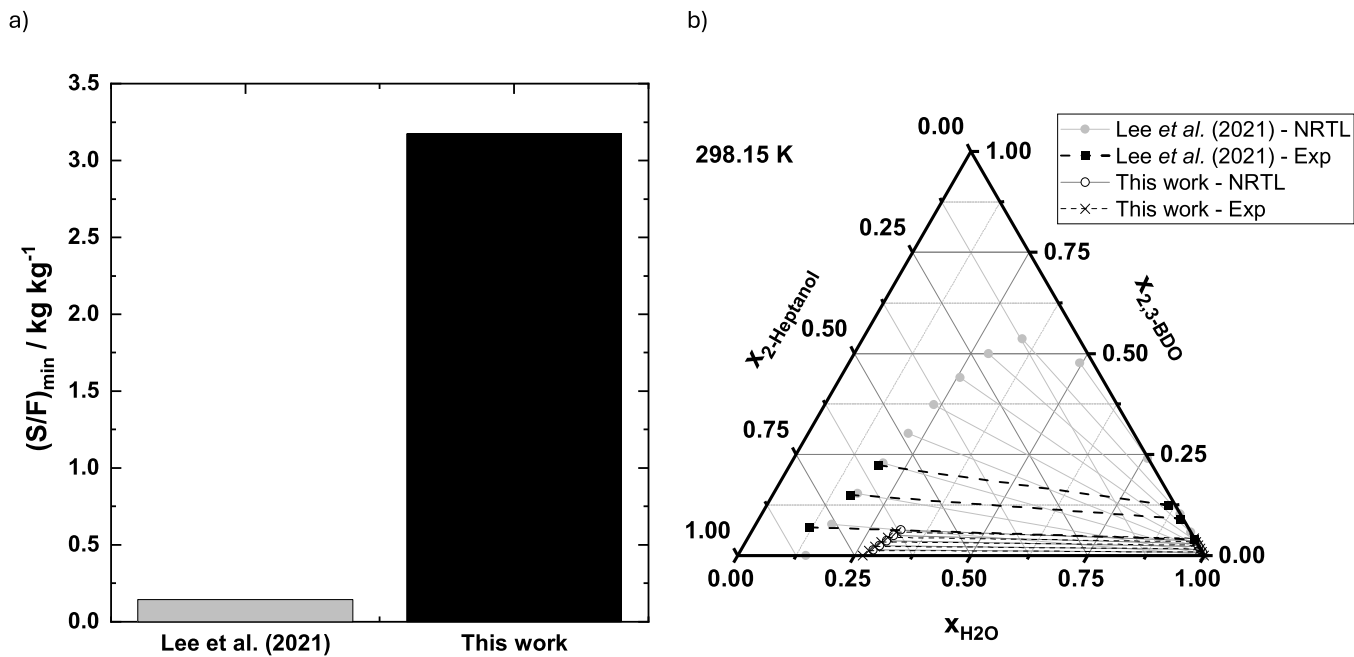 a)
(S/F)min / kg kg-1
3.5
3.0
2.5
2.0
1.5
1.0
0.5
0.0
Lee et al. (2021)
This work
b)
298.15 K
Lee et al. (2021) - NRTL
Lee et al. (2021) - Exp
This work - NRTL
This work - Exp
0.00
0.25
0.50
0.75
1.00
x2-Heptanol
1.00
0.75
0.50
0.25
0.00
x2,3-BDO
0.00
0.25
0.50
0.75
1.00
xH2O